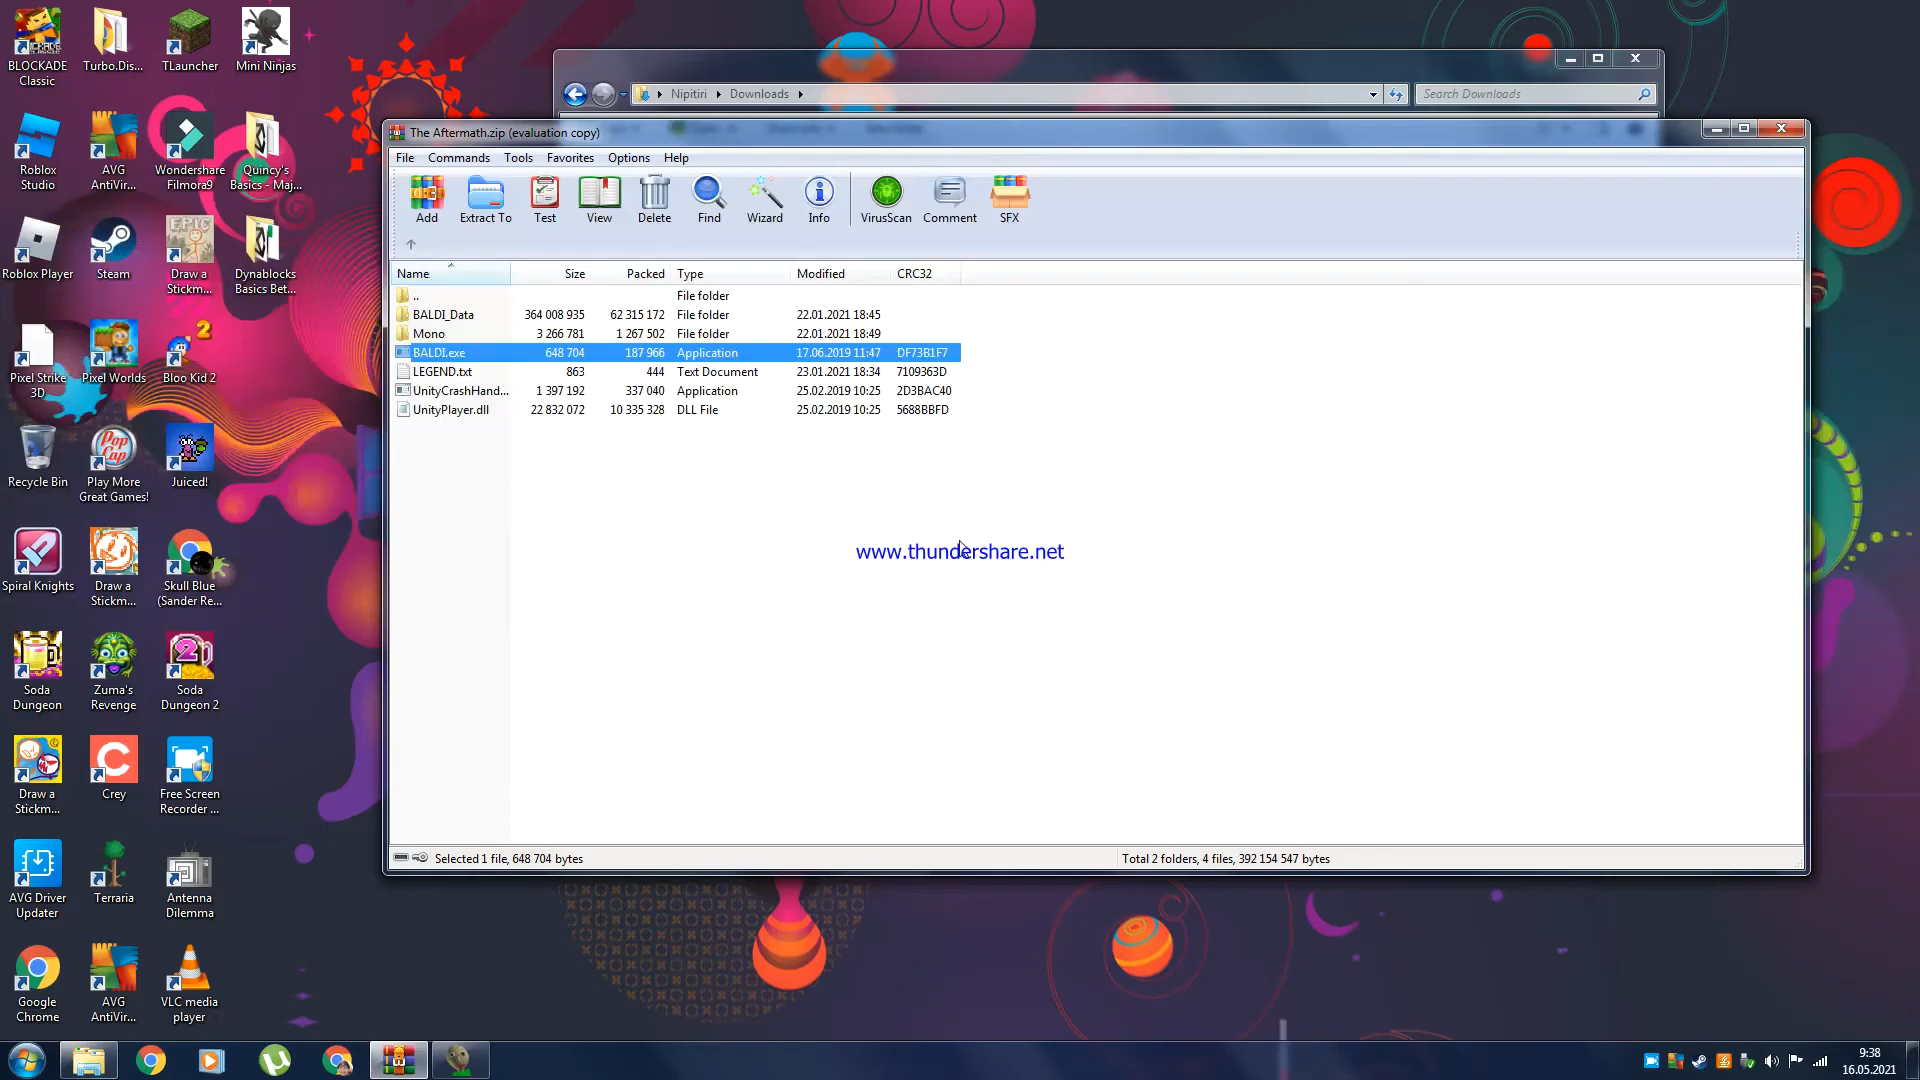 BLOCKADE
Classic
Turbo.Dis...
TLauncher
Mini Ninjas
Roblox
Studio
AVG
AntiVir...
Wondershare
Filmora9
Quincy's
Basics - Maj...
Roblox Player
Steam
EPIC
Draw a
Stickm...
Dynablocks
Basics Bet...
Pixel Strike
3D
Pixel Worlds
2
Bloo Kid 2
Recycle Bin
Pop
Cap
Play More
Great Games!
Juiced!
Spiral Knights
Draw a
Stickm...
Skull Blue
(Sander Re...
Soda
Dungeon
Zuma's
Revenge
2
Soda
Dungeon 2
Draw a
Stickm...
Crey
Free Screen
Recorder ...
AVG Driver
Updater
Terraria
Antenna
Dilemma
Google
Chrome
AVG
AntiVir...
VLC media
player
Nipitiri
Downloads
Search Downloads
The Aftermath.zip (evaluation copy)
File Commands Tools Favorites Options Help
Add Extract To Test View Delete Find Wizard Info VirusScan Comment SFX
Name Size Packed Type Modified CRC32
.. File folder
BALDI_Data 364 008 935 62 315 172 File folder 22.01.2021 18:45
Mono 3 266 781 1 267 502 File folder 22.01.2021 18:49
BALDI.exe 648 704 187 966 Application 17.06.2019 11:47 DF73B1F7
LEGEND.txt 863 444 Text Document 23.01.2021 18:34 7109363D
UnityCrashHand... 1 397 192 337 040 Application 25.02.2019 10:25 2D3BAC40
UnityPlayer.dll 22 832 072 10 335 328 DLL File 25.02.2019 10:25 5688BBFD
www.thundershare.net
Selected 1 file, 648 704 bytes
Total 2 folders, 4 files, 392 154 547 bytes
9:38
16.05.2021